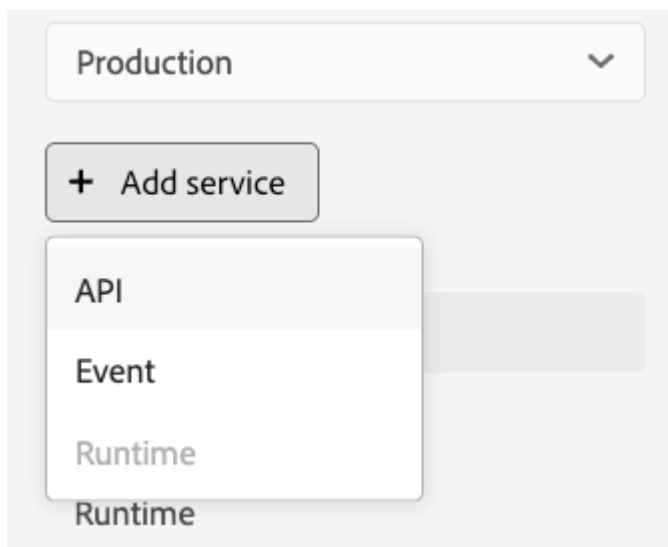 Production
+ Add service
API
Event
Runtime
Runtime